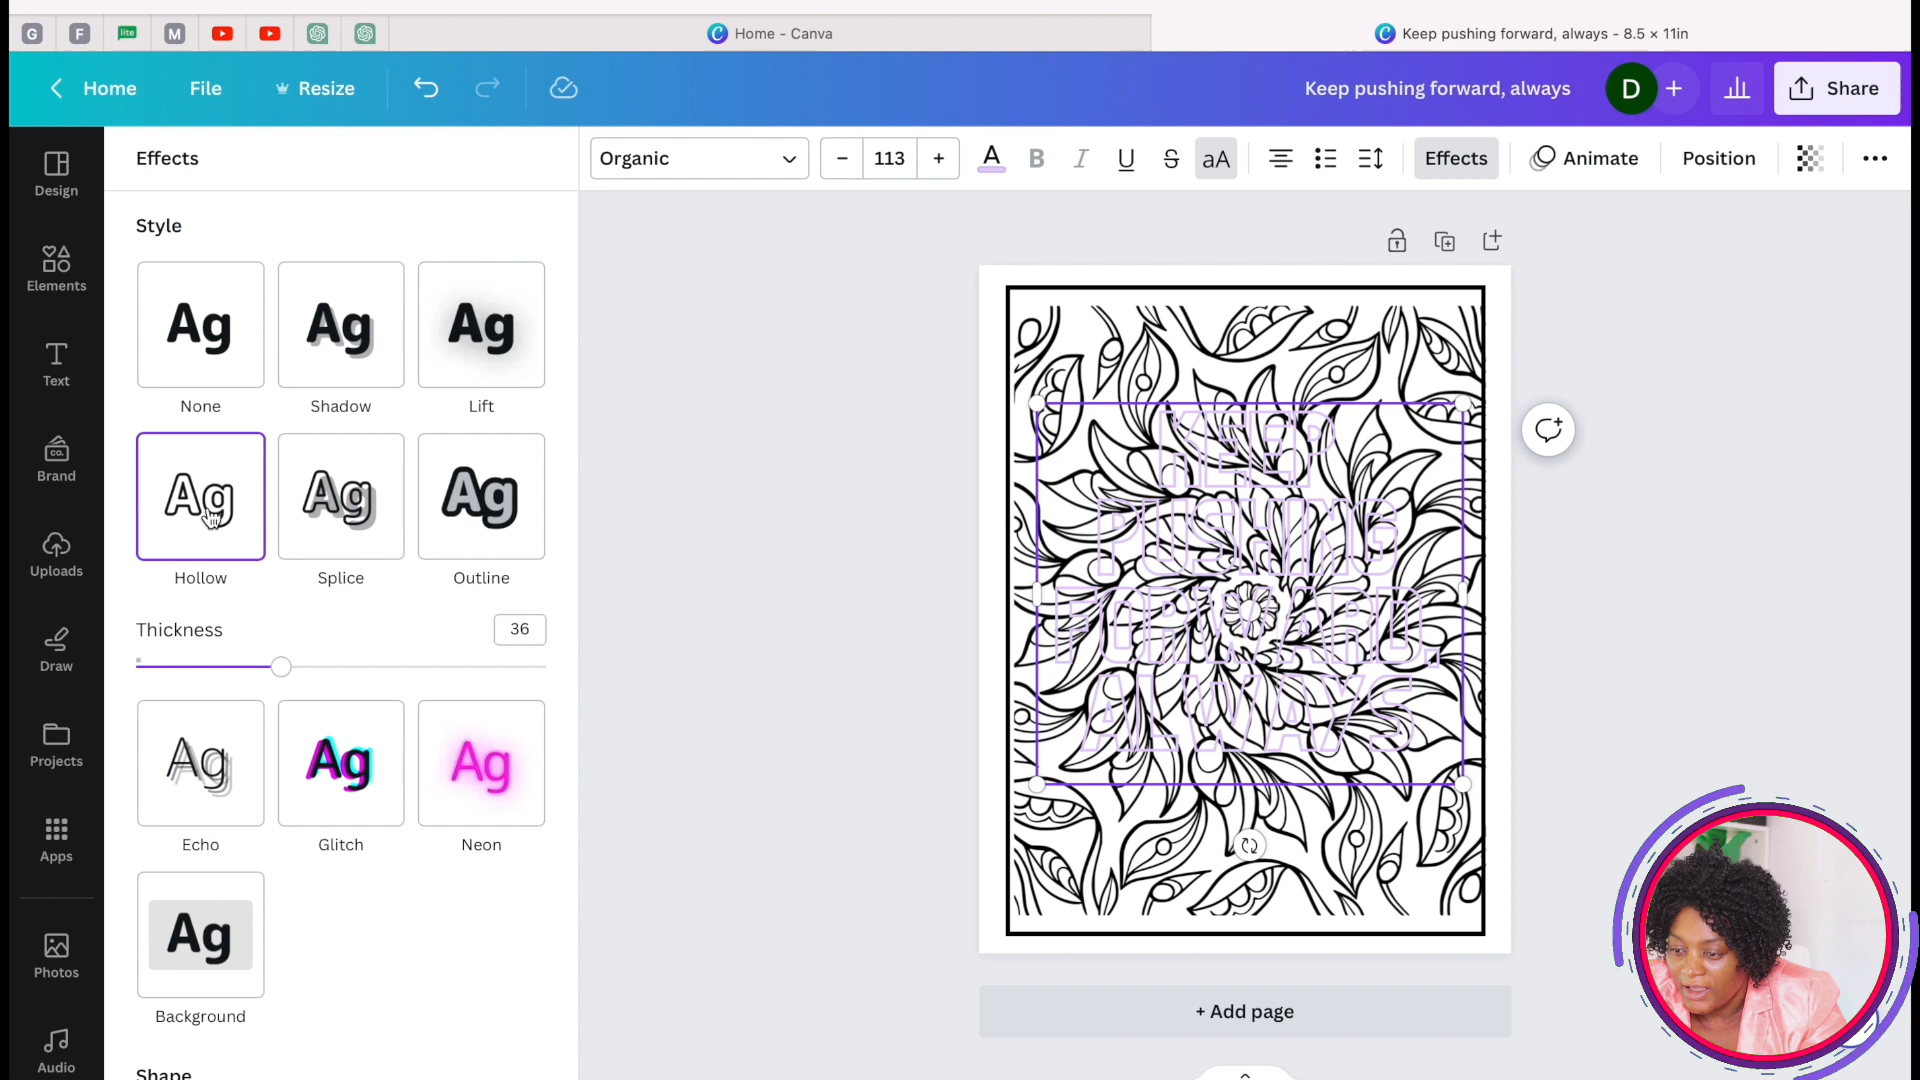 G
F
lite
M
Home - Canva
Keep pushing forward, always - 8.5 × 11in
Home
File
Resize
Keep pushing forward, always
D
+
Share
Design
Elements
Text
Brand
co.
Uploads
Draw
Projects
Apps
Photos
Audio
Effects
Style
Ag
None
Ag
Shadow
Ag
Lift
Ag
Hollow
Ag
Splice
Ag
Outline
Thickness
36
Ag
Echo
Ag
Glitch
Ag
Neon
Ag
Background
Shape
Organic
− 113 +
A
B
I
U
S
aA
Effects
Animate
Position
KEEP
PUSHING
FORWARD,
ALWAYS
+ Add page